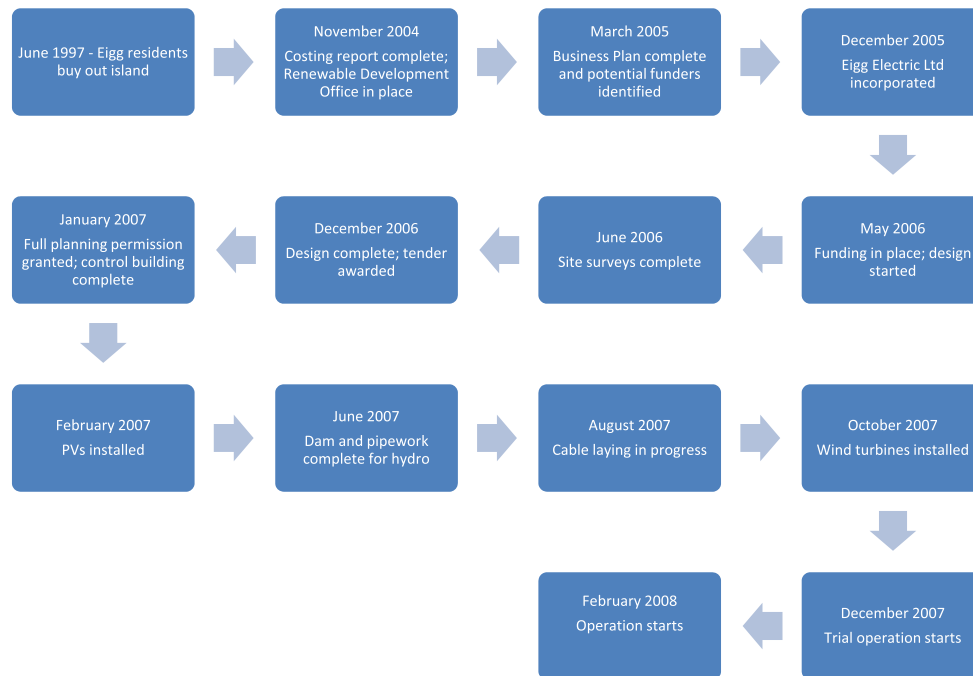 June 1997 - Eigg residents
buy out island
November 2004
Costing report complete;
Renewable Development
Office in place
March 2005
Business Plan complete
and potential funders
identified
December 2005
Eigg Electric Ltd
incorporated
May 2006
Funding in place; design
started
June 2006
Site surveys complete
December 2006
Design complete; tender
awarded
January 2007
Full planning permission
granted; control building
complete
February 2007
PVs installed
June 2007
Dam and pipework
complete for hydro
August 2007
Cable laying in progress
October 2007
Wind turbines installed
December 2007
Trial operation starts
February 2008
Operation starts